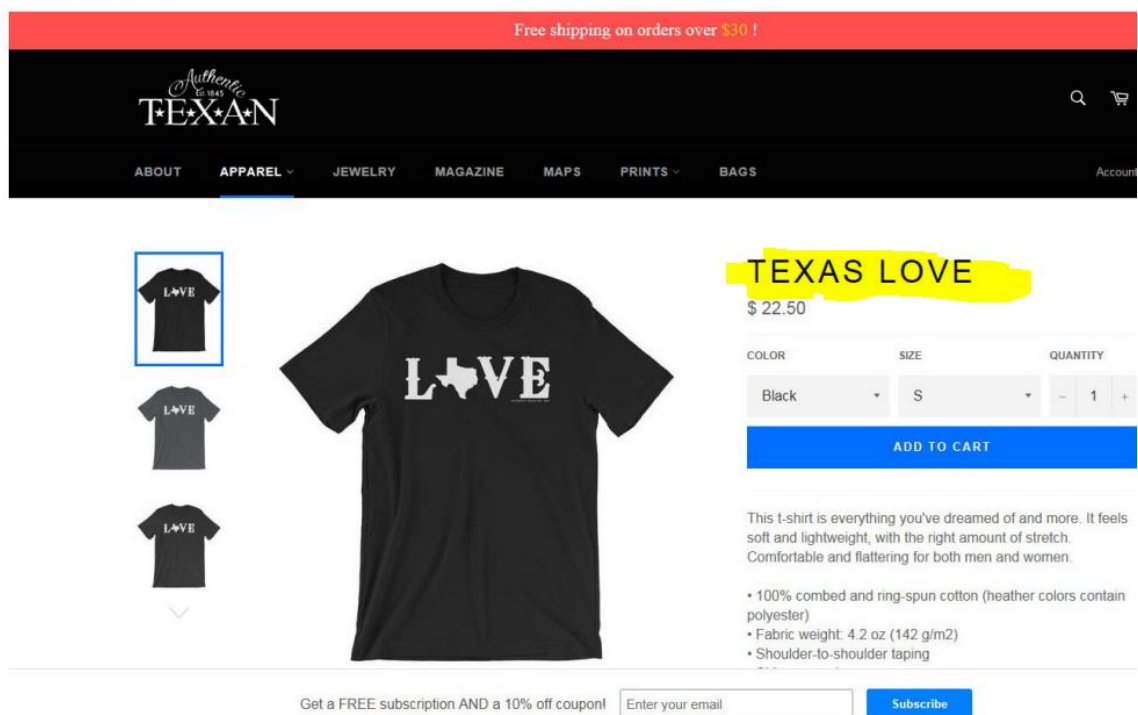 Free shipping on orders over $30 !
Authentic
Est. 1845
TEXAN
ABOUT
APPAREL
JEWELRY
MAGAZINE
MAPS
PRINTS
BAGS
Account
TEXAS LOVE
$ 22.50
COLOR
SIZE
QUANTITY
Black
S
- 1 +
ADD TO CART
L VE
L VE
L VE
L VE
This t-shirt is everything you've dreamed of and more. It feels
soft and lightweight, with the right amount of stretch.
Comfortable and flattering for both men and women.
• 100% combed and ring-spun cotton (heather colors contain
polyester)
• Fabric weight: 4.2 oz (142 g/m2)
• Shoulder-to-shoulder taping
Get a FREE subscription AND a 10% off coupon!
Enter your email
Subscribe